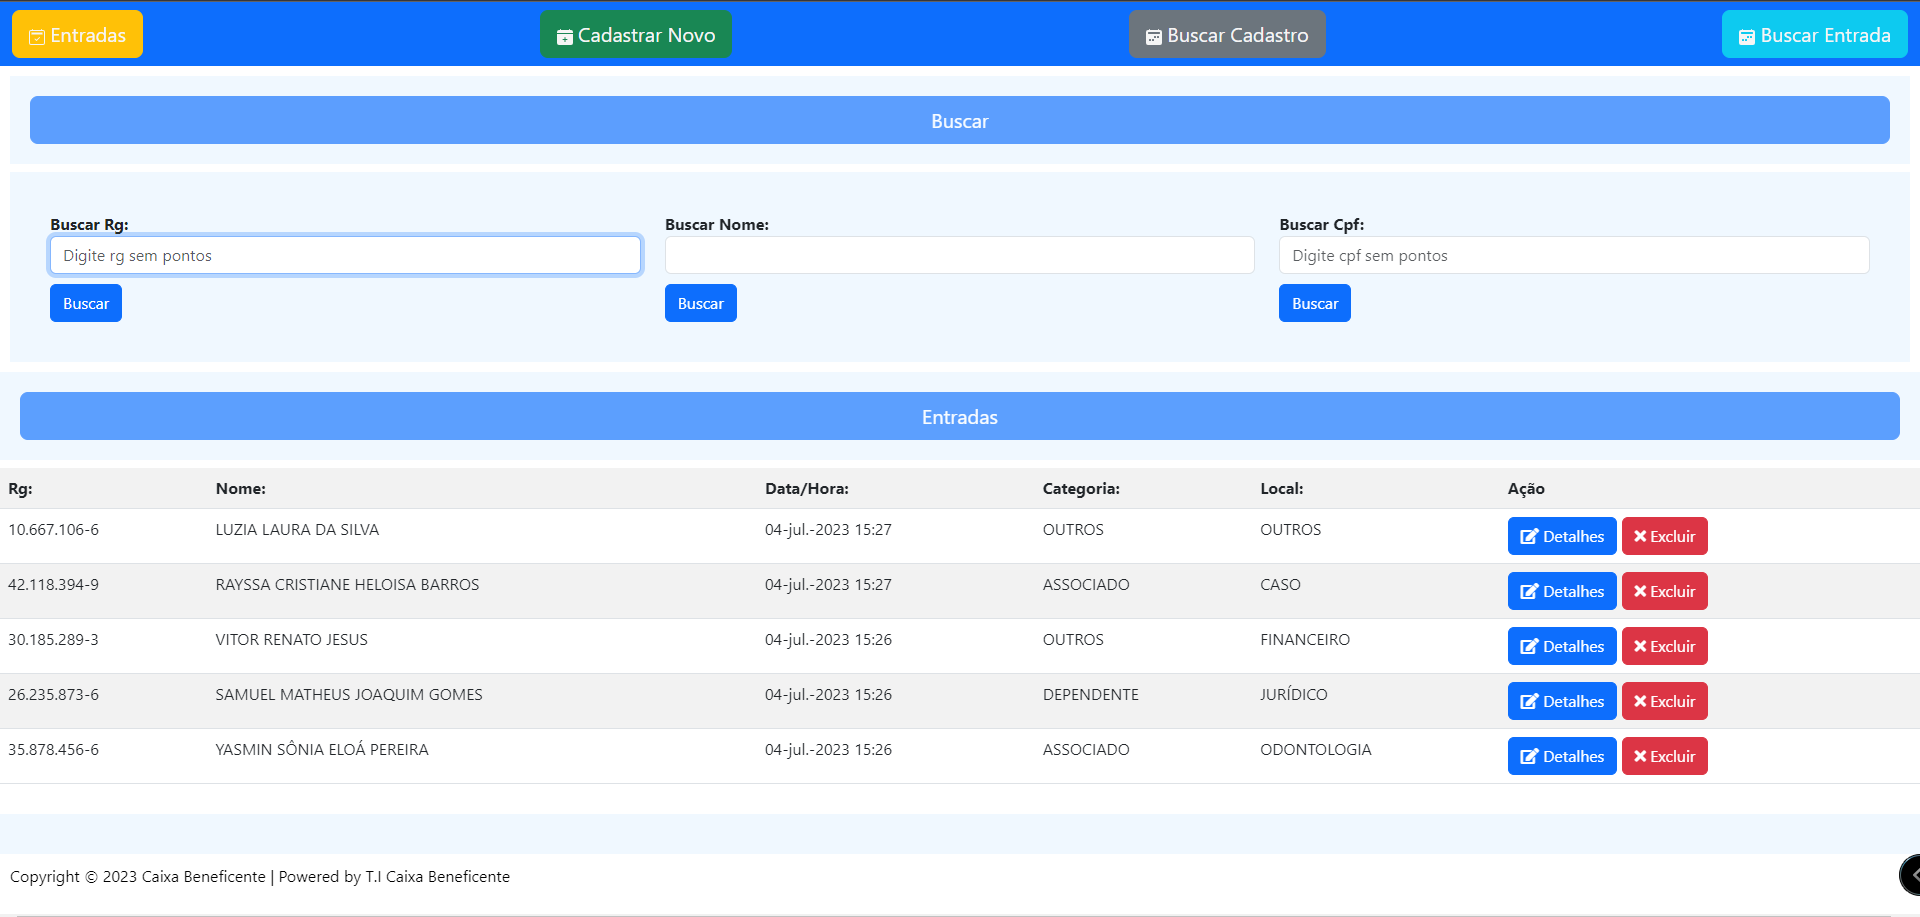 Entradas Cadastrar Novo Buscar Cadastro Buscar Entrada
Buscar
Buscar Rg: Buscar Nome: Buscar Cpf:
Digite rg sem pontos Digite cpf sem pontos
Buscar Buscar Buscar
Entradas
Rg: Nome: Data/Hora: Categoria: Local: Ação
10.667.106-6 LUZIA LAURA DA SILVA 04-jul.-2023 15:27 OUTROS OUTROS Detalhes Excluir
42.118.394-9 RAYSSA CRISTIANE HELOISA BARROS 04-jul.-2023 15:27 ASSOCIADO CASO Detalhes Excluir
30.185.289-3 VITOR RENATO JESUS 04-jul.-2023 15:26 OUTROS FINANCEIRO Detalhes Excluir
26.235.873-6 SAMUEL MATHEUS JOAQUIM GOMES 04-jul.-2023 15:26 DEPENDENTE JURÍDICO Detalhes Excluir
35.878.456-6 YASMIN SÔNIA ELOÁ PEREIRA 04-jul.-2023 15:26 ASSOCIADO ODONTOLOGIA Detalhes Excluir
Copyright © 2023 Caixa Beneficente | Powered by T.I Caixa Beneficente